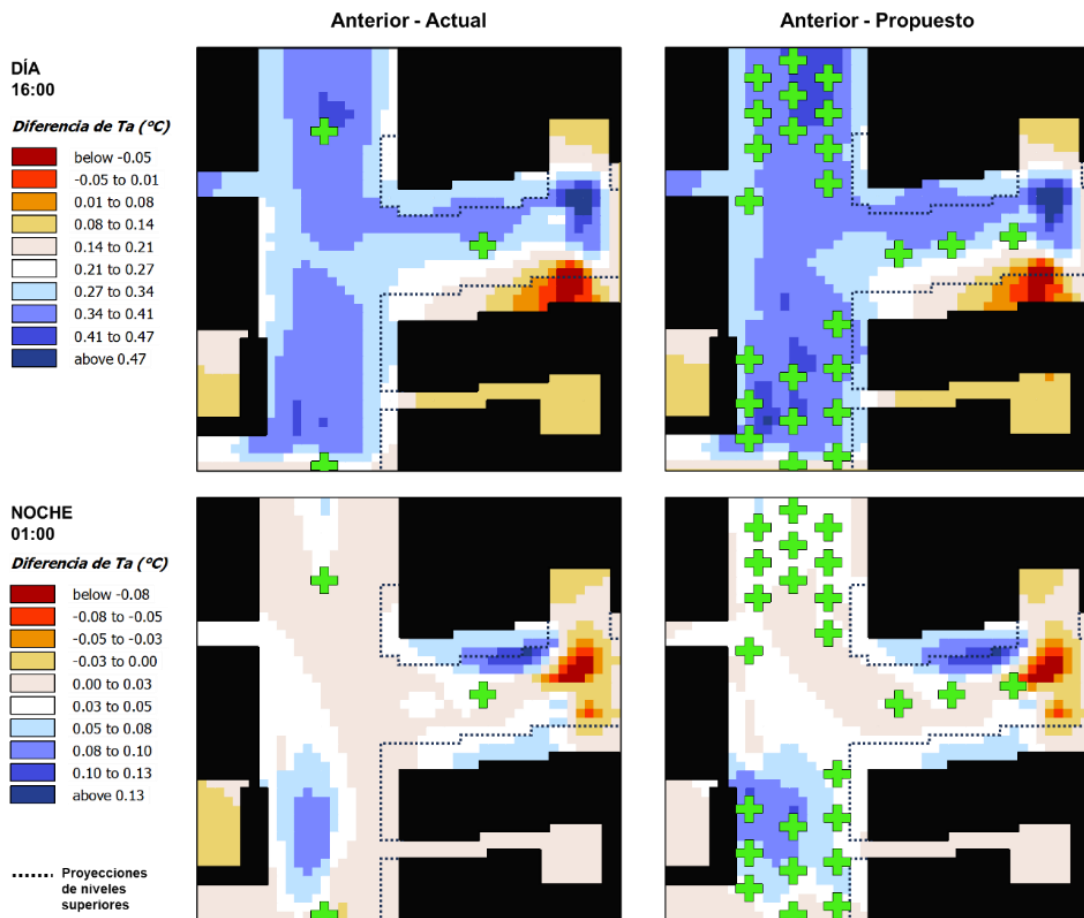 Anterior - Actual
Anterior - Propuesto
DÍA
16:00
Diferencia de Ta (°C)
below -0.05
-0.05 to 0.01
0.01 to 0.08
0.08 to 0.14
0.14 to 0.21
0.21 to 0.27
0.27 to 0.34
0.34 to 0.41
0.41 to 0.47
above 0.47
NOCHE
01:00
Diferencia de Ta (°C)
below -0.08
-0.08 to -0.05
-0.05 to -0.03
-0.03 to 0.00
0.00 to 0.03
0.03 to 0.05
0.05 to 0.08
0.08 to 0.10
0.10 to 0.13
above 0.13
Proyecciones
de niveles
superiores